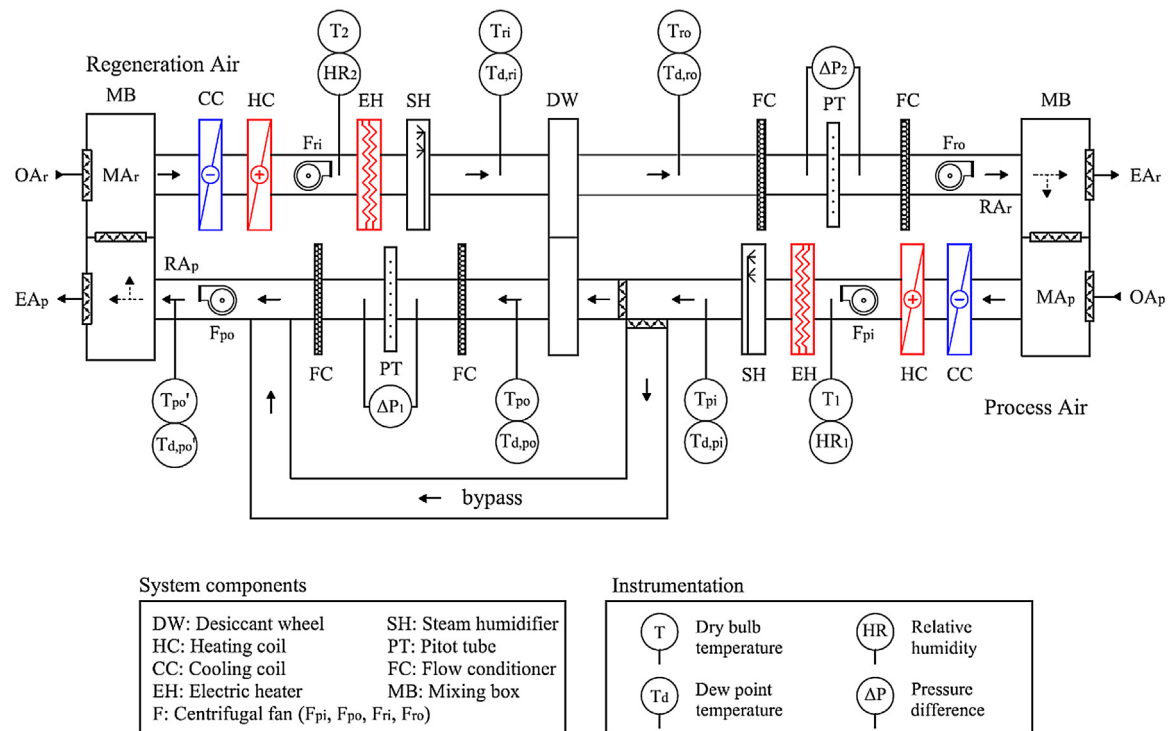 T2
HR2
Tri
Td,ri
Tro
Td,ro
ΔP2
Regeneration Air
MB
CC
HC
EH
SH
DW
FC
PT
FC
MB
Fri
Fro
OAr
MAr
EAr
RAr
RAp
EAp
MAp
OAp
Fpo
Fpi
FC
PT
FC
SH
EH
HC
CC
Tpo'
Td,po'
ΔP1
Tpo
Td,po
Tpi
Td,pi
T1
HR1
Process Air
bypass
System components
DW: Desiccant wheel
HC: Heating coil
CC: Cooling coil
EH: Electric heater
F: Centrifugal fan (Fpi, Fpo, Fri, Fro)
SH: Steam humidifier
PT: Pitot tube
FC: Flow conditioner
MB: Mixing box
Instrumentation
T
Dry bulb
temperature
HR
Relative
humidity
Td
Dew point
temperature
ΔP
Pressure
difference